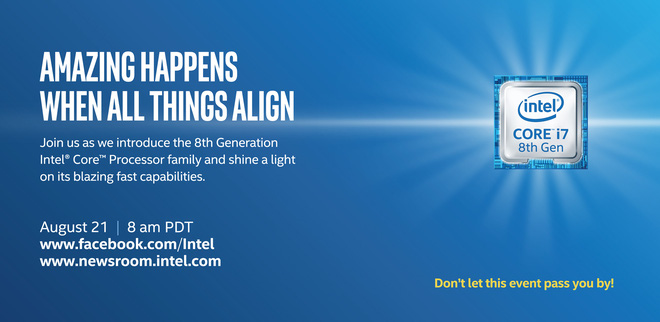 AMAZING HAPPENS
WHEN ALL THINGS ALIGN
Join us as we introduce the 8th Generation
Intel® Core™ Processor family and shine a light
on its blazing fast capabilities.
August 21 | 8 am PDT
www.facebook.com/Intel
www.newsroom.intel.com
intel®
CORE™ i7
8th Gen
Don't let this event pass you by!